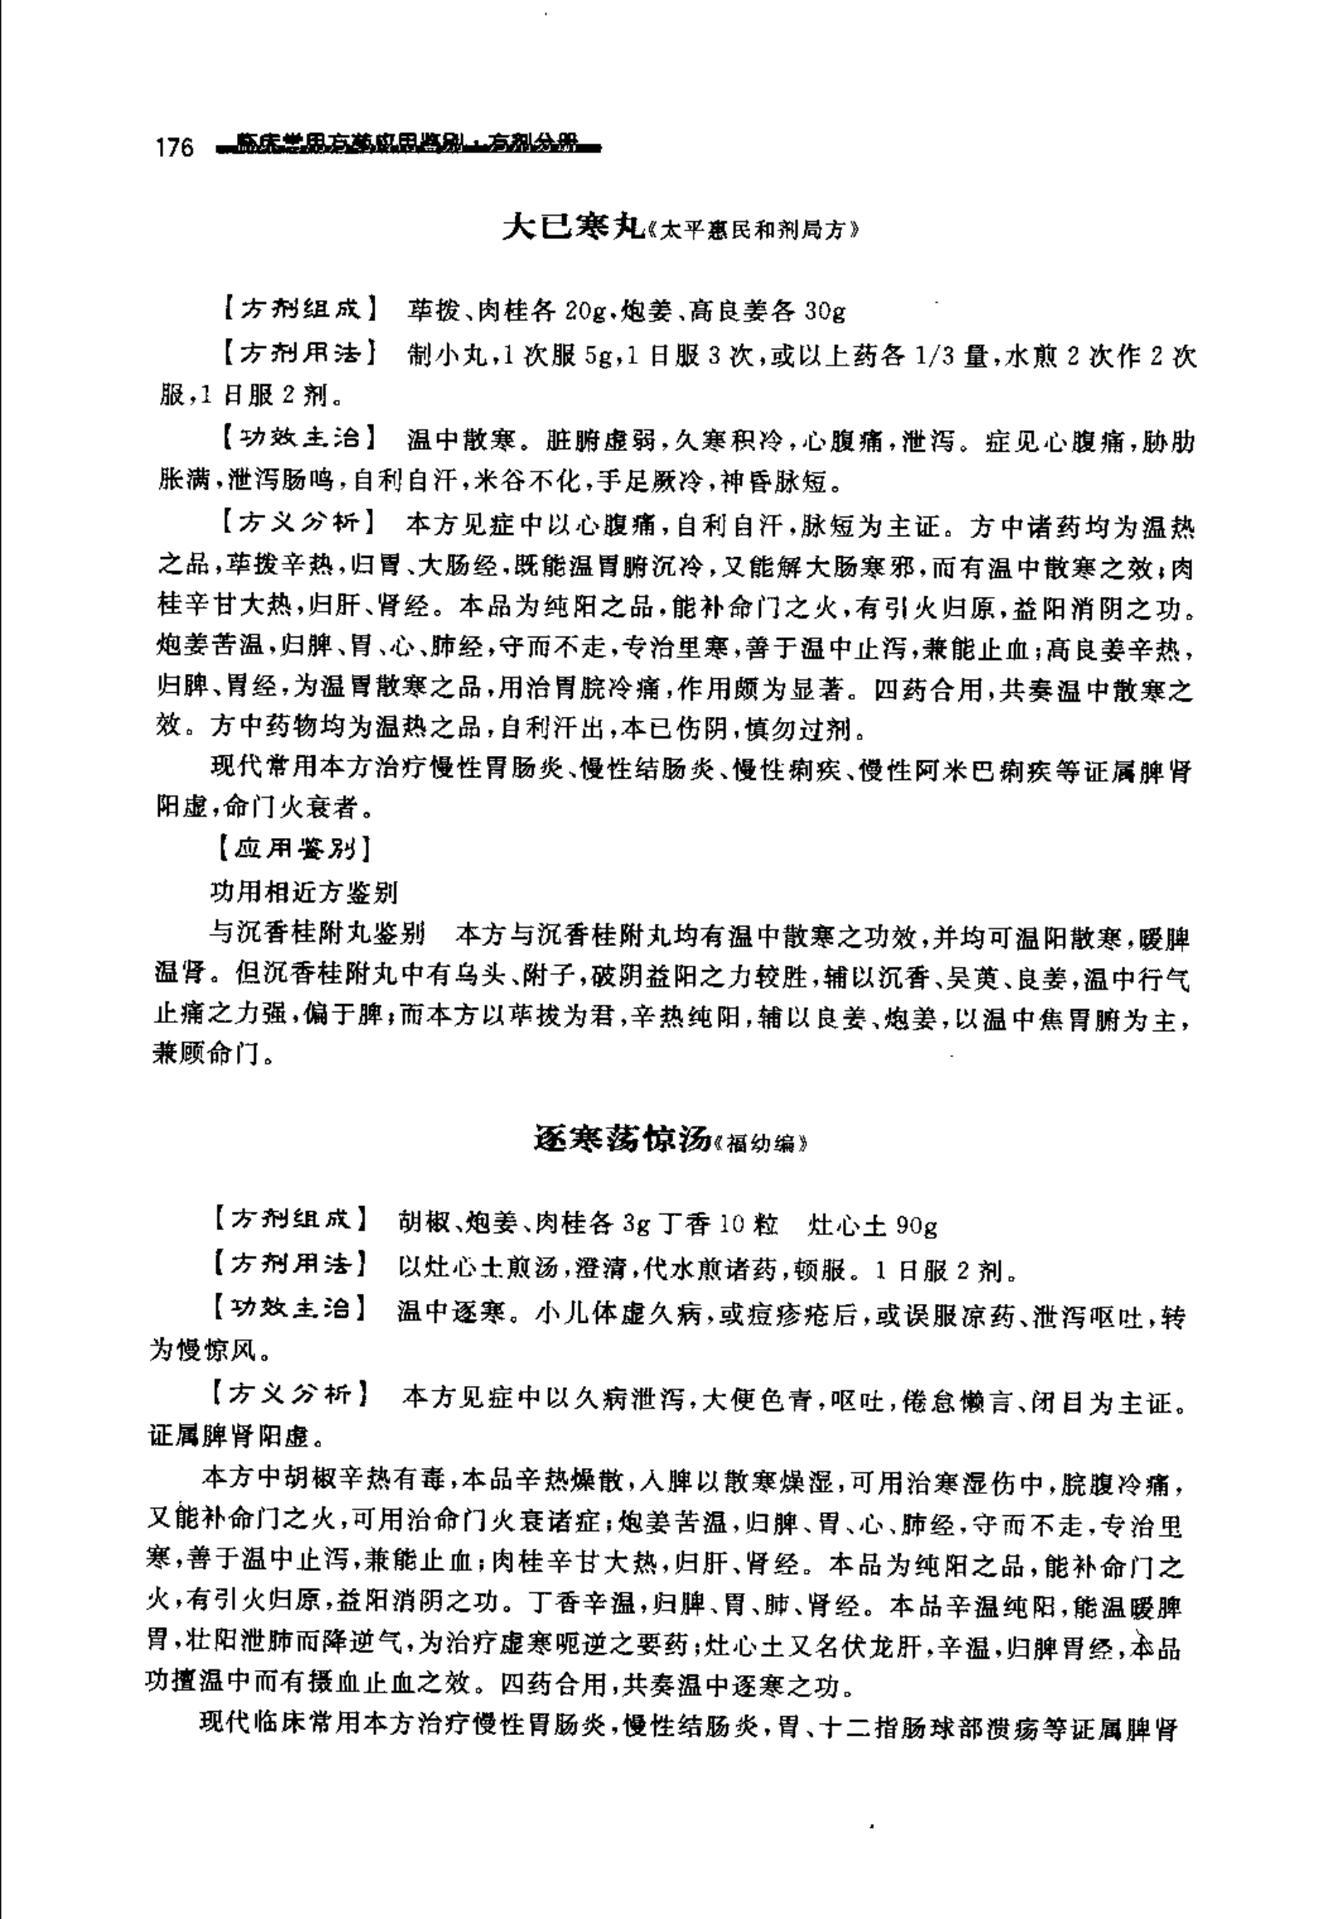 176 临床常用方药应用鉴别·方剂分册
大已寒丸《太平惠民和剂局方》
【方剂组成】 荜拨、肉桂各 20g,炮姜、高良姜各 30g
【方剂用法】 制小丸,1 次服 5g,1 日服 3 次,或以上药各 1/3 量,水煎 2 次作 2 次
服,1 日服 2 剂。
【功效主治】 温中散寒。脏腑虚弱,久寒积冷,心腹痛,泄泻。症见心腹痛,胁肋
胀满,泄泻肠鸣,自利自汗,米谷不化,手足厥冷,神昏脉短。
【方义分析】 本方见症中以心腹痛,自利自汗,脉短为主证。方中诸药均为温热
之品,荜拨辛热,归胃、大肠经,既能温胃腑沉冷,又能解大肠寒邪,而有温中散寒之效;肉
桂辛甘大热,归肝、肾经。本品为纯阳之品,能补命门之火,有引火归原,益阳消阴之功。
炮姜苦温,归脾、胃、心、肺经,守而不走,专治里寒,善于温中止泻,兼能止血;高良姜辛热,
归脾、胃经,为温胃散寒之品,用治胃脘冷痛,作用颇为显著。四药合用,共奏温中散寒之
效。方中药物均为温热之品,自利汗出,本已伤阴,慎勿过剂。
现代常用本方治疗慢性胃肠炎、慢性结肠炎、慢性痢疾、慢性阿米巴痢疾等证属脾肾
阳虚,命门火衰者。
【应用鉴别】
功用相近方鉴别
与沉香桂附丸鉴别 本方与沉香桂附丸均有温中散寒之功效,并均可温阳散寒,暖脾
温肾。但沉香桂附丸中有乌头、附子,破阴益阳之力较胜,辅以沉香、吴萸、良姜,温中行气
止痛之力强,偏于脾;而本方以荜拨为君,辛热纯阳,辅以良姜、炮姜,以温中焦胃腑为主,
兼顾命门。
逐寒荡惊汤《福幼编》
【方剂组成】 胡椒、炮姜、肉桂各 3g 丁香 10 粒 灶心土 90g
【方剂用法】 以灶心土煎汤,澄清,代水煎诸药,顿服。1 日服 2 剂。
【功效主治】 温中逐寒。小儿体虚久病,或痘疹疮后,或误服凉药、泄泻呕吐,转
为慢惊风。
【方义分析】 本方见症中以久病泄泻,大便色青,呕吐,倦怠懒言、闭目为主证。
证属脾肾阳虚。
本方中胡椒辛热有毒,本品辛热燥散,入脾以散寒燥湿,可用治寒湿伤中,脘腹冷痛,
又能补命门之火,可用治命门火衰诸症;炮姜苦温,归脾、胃、心、肺经,守而不走,专治里
寒,善于温中止泻,兼能止血;肉桂辛甘大热,归肝、肾经。本品为纯阳之品,能补命门之
火,有引火归原,益阳消阴之功。丁香辛温,归脾、胃、肺、肾经。本品辛温纯阳,能温暖脾
胃,壮阳泄肺而降逆气,为治疗虚寒呃逆之要药;灶心土又名伏龙肝,辛温,归脾胃经,本品
功擅温中而有摄血止血之效。四药合用,共奏温中逐寒之功。
现代临床常用本方治疗慢性胃肠炎,慢性结肠炎,胃、十二指肠球部溃疡等证属脾肾